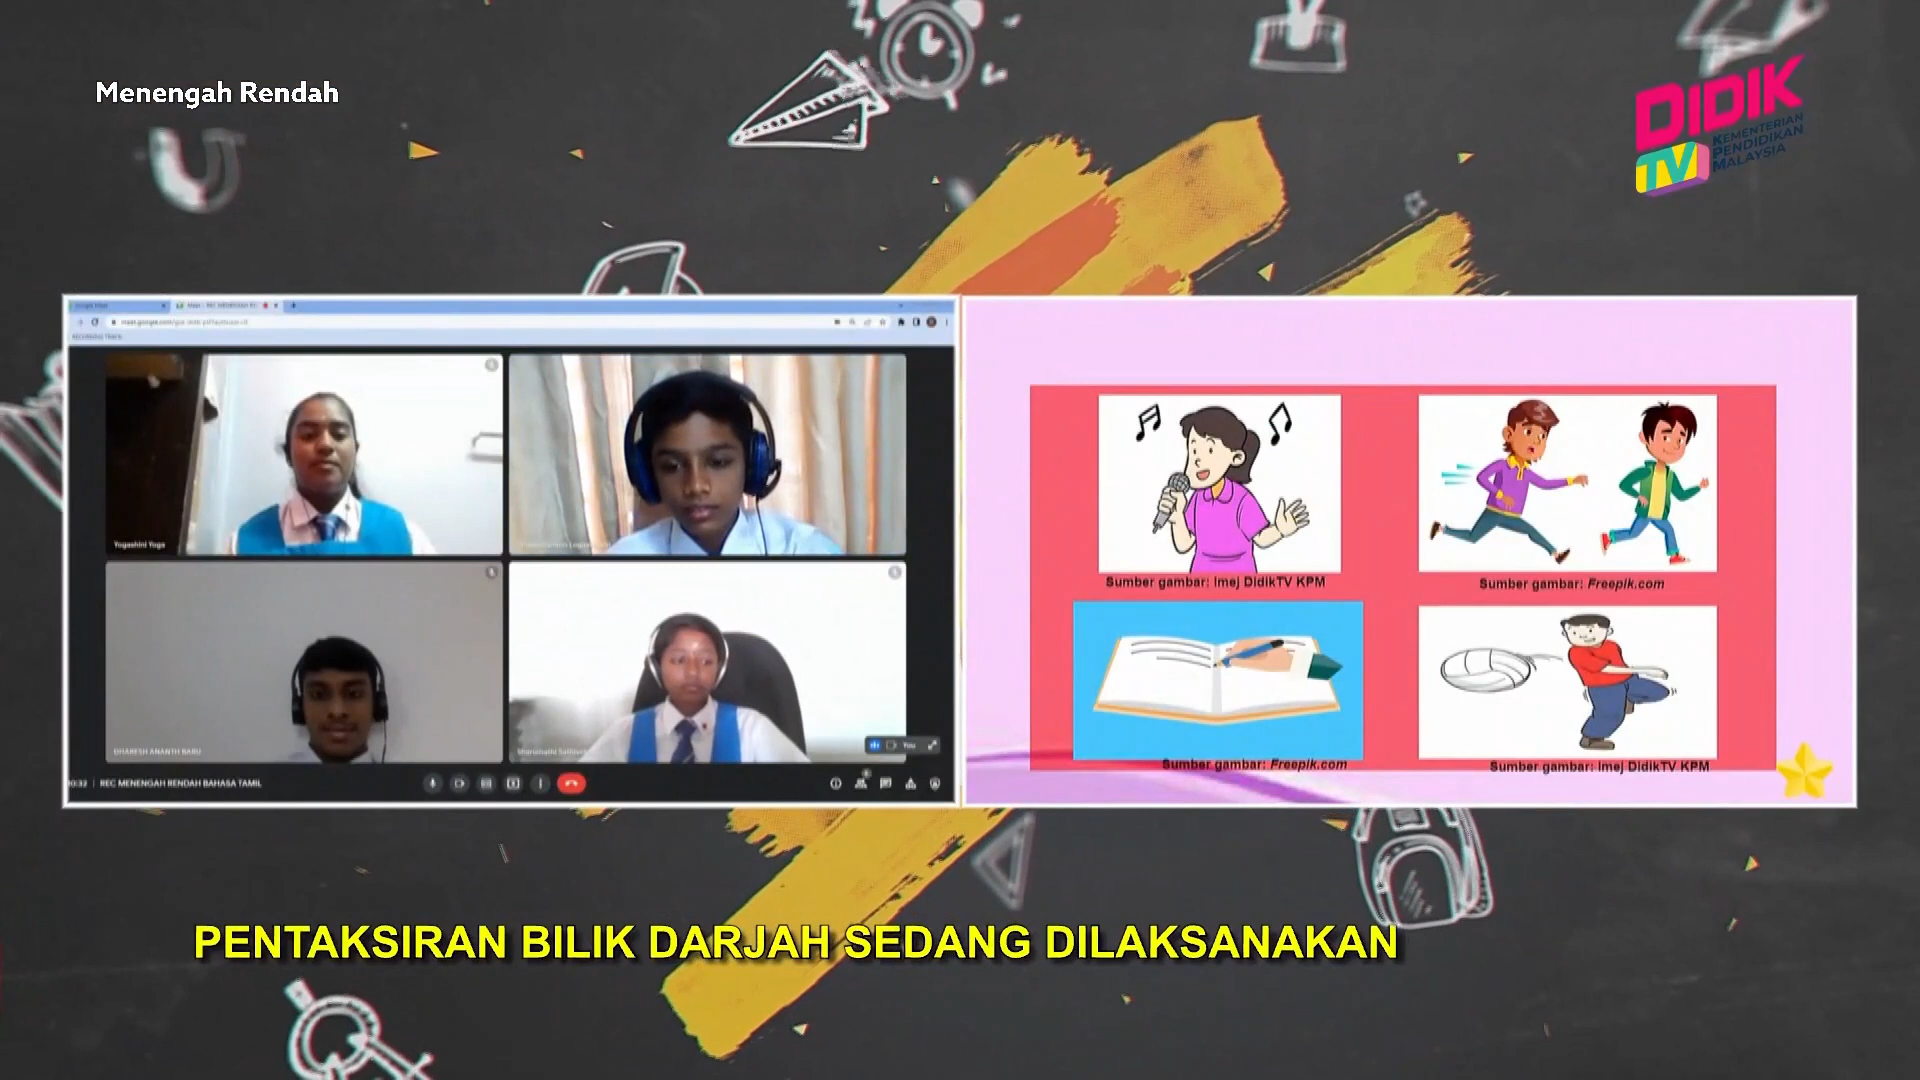 Menengah Rendah
DIDIK
TV
KEMENTERIAN
PENDIDIKAN
MALAYSIA
Yogashini Yoga
DHARESH ANANTH BABU
REC MENENGAH RENDAH BAHASA TAMIL
You
Sumber gambar: Imej DidikTV KPM
Sumber gambar: Freepik.com
Sumber gambar: Freepik.com
Sumber gambar: Imej DidikTV KPM
PENTAKSIRAN BILIK DARJAH SEDANG DILAKSANAKAN